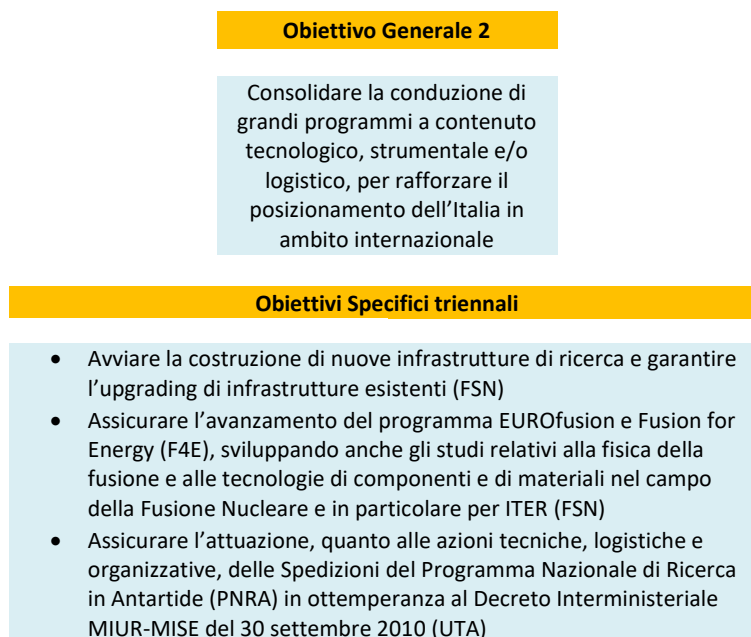 Obiettivo Generale 2
Consolidare la conduzione di
grandi programmi a contenuto
tecnologico, strumentale e/o
logistico, per rafforzare il
posizionamento dell’Italia in
ambito internazionale
Obiettivi Specifici triennali
• Avviare la costruzione di nuove infrastrutture di ricerca e garantire
l’upgrading di infrastrutture esistenti (FSN)
• Assicurare l’avanzamento del programma EUROfusion e Fusion for
Energy (F4E), sviluppando anche gli studi relativi alla fisica della
fusione e alle tecnologie di componenti e di materiali nel campo
della Fusione Nucleare e in particolare per ITER (FSN)
• Assicurare l’attuazione, quanto alle azioni tecniche, logistiche e
organizzative, delle Spedizioni del Programma Nazionale di Ricerca
in Antartide (PNRA) in ottemperanza al Decreto Interministeriale
MIUR-MISE del 30 settembre 2010 (UTA)